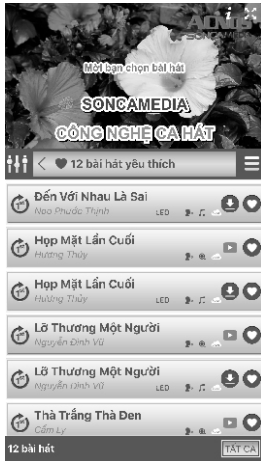 Mời bạn chọn bài hát
SONCAMEDIA
CÔNG NGHỆ CA HÁT
12 bài hát yêu thích
Đến Với Nhau Là Sai
Noo Phước Thịnh
LED
Họp Mặt Lần Cuối
Hương Thủy
Họp Mặt Lần Cuối
Hương Thủy
LED
Lỡ Thương Một Người
Nguyễn Đình Vũ
Lỡ Thương Một Người
Nguyễn Đình Vũ
LED
Thà Trắng Thà Đen
Cẩm Ly
12 bài hát
TẤT CẢ